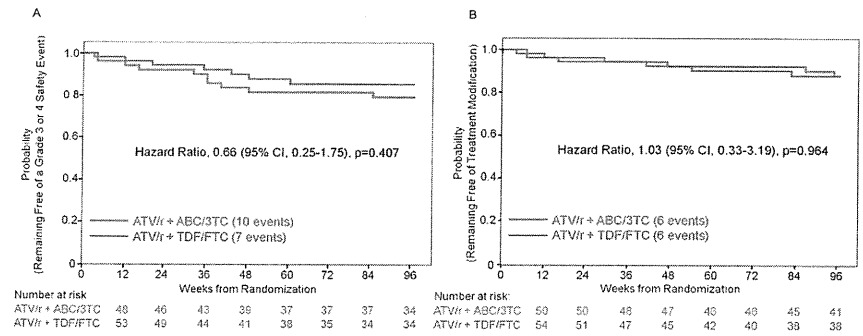 A
Probability
(Remaining Free of a Grade 3 or 4 Safety Event)
1.0
0.8
0.6
0.4
0.2
0
Hazard Ratio, 0.66 (95% CI, 0.25-1.75), p=0.407
ATV/r + ABC/3TC (10 events)
ATV/r + TDF/FTC (7 events)
0 12 24 36 48 60 72 84 96
Weeks from Randomization
Number at risk
ATV/r + ABC/3TC 48 46 43 39 37 37 37 34
ATV/r + TDF/FTC 53 49 44 41 38 35 34 34
B
Probability
(Remaining Free of Treatment Modification)
1.0
0.8
0.6
0.4
0.2
0
Hazard Ratio, 1.03 (95% CI, 0.33-3.19), p=0.964
ATV/r + ABC/3TC (6 events)
ATV/r + TDF/FTC (6 events)
0 12 24 36 48 60 72 84 96
Weeks from Randomization
Number at risk:
ATV/r + ABC/3TC 50 50 48 47 46 45 41
ATV/r + TDF/FTC 54 51 47 45 42 40 38 38